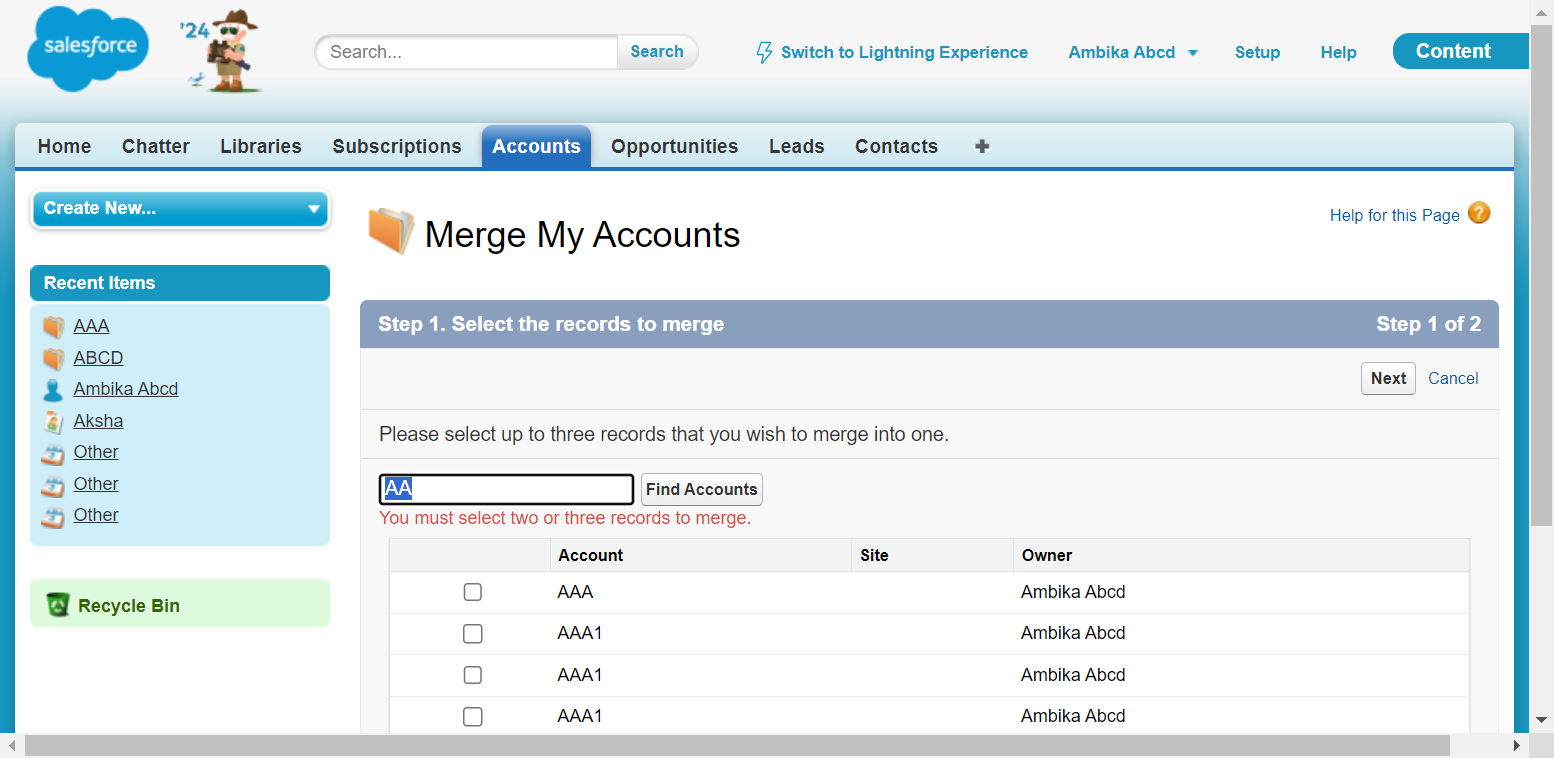 salesforce
'24
Search... Search
Switch to Lightning Experience Ambika Abcd Setup Help Content
Home Chatter Libraries Subscriptions Accounts Opportunities Leads Contacts +
Create New...
Recent Items
AAA
ABCD
Ambika Abcd
Aksha
Other
Other
Other
Recycle Bin
Merge My Accounts
Help for this Page ?
Step 1. Select the records to merge Step 1 of 2
Next Cancel
Please select up to three records that you wish to merge into one.
AA Find Accounts
You must select two or three records to merge.
Account Site Owner
AAA Ambika Abcd
AAA1 Ambika Abcd
AAA1 Ambika Abcd
AAA1 Ambika Abcd